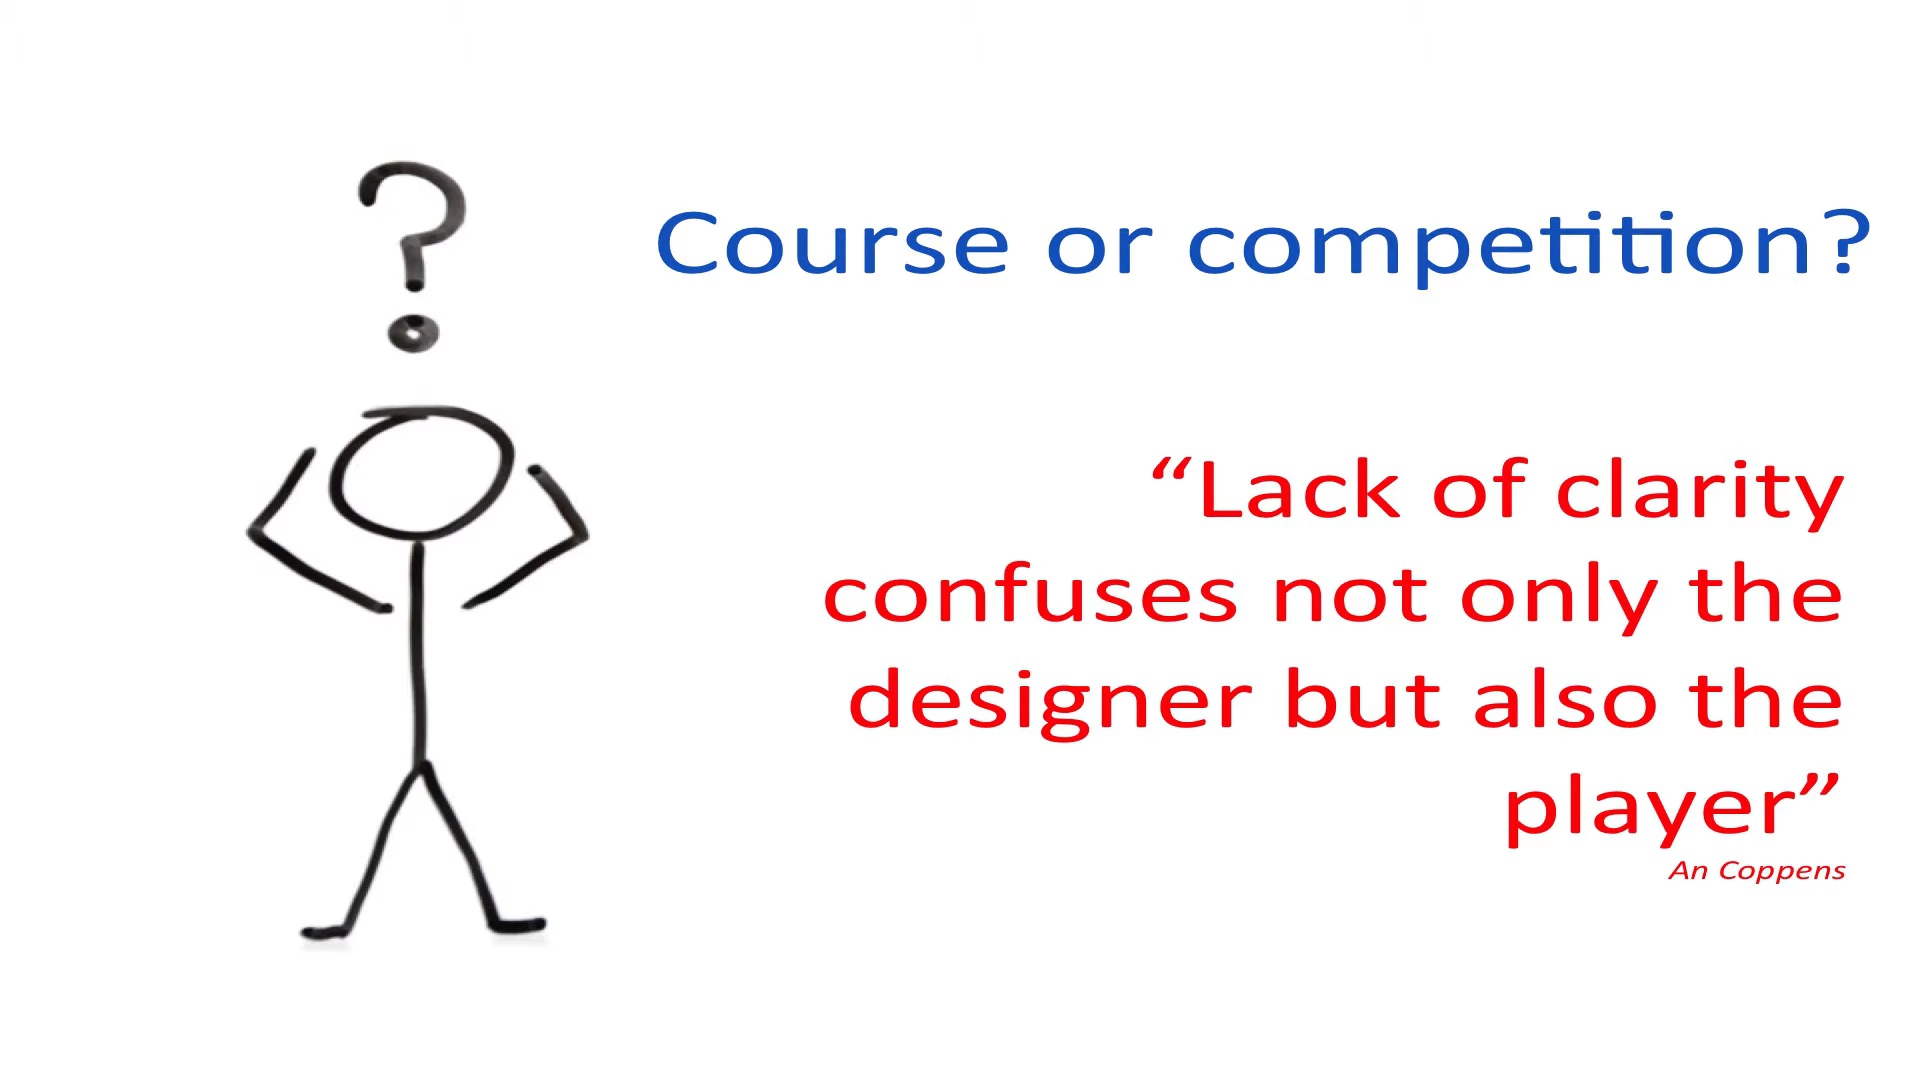 ?
Course or competition?
“Lack of clarity
confuses not only the
designer but also the
player”
An Coppens